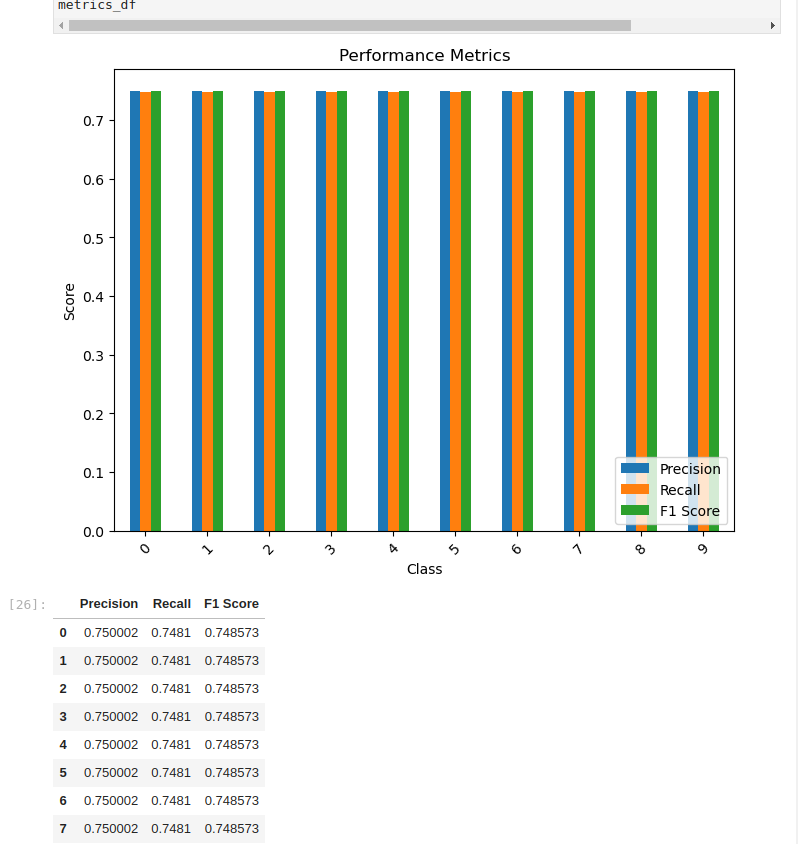 metrics_df
Performance Metrics
0.7
0.6
0.5
0.4
0.3
0.2
0.1
0.0
Score
Precision
Recall
F1 Score
0 1 2 3 4 5 6 7 8 9
Class
[26]:
Precision Recall F1 Score
0 0.750002 0.7481 0.748573
1 0.750002 0.7481 0.748573
2 0.750002 0.7481 0.748573
3 0.750002 0.7481 0.748573
4 0.750002 0.7481 0.748573
5 0.750002 0.7481 0.748573
6 0.750002 0.7481 0.748573
7 0.750002 0.7481 0.748573